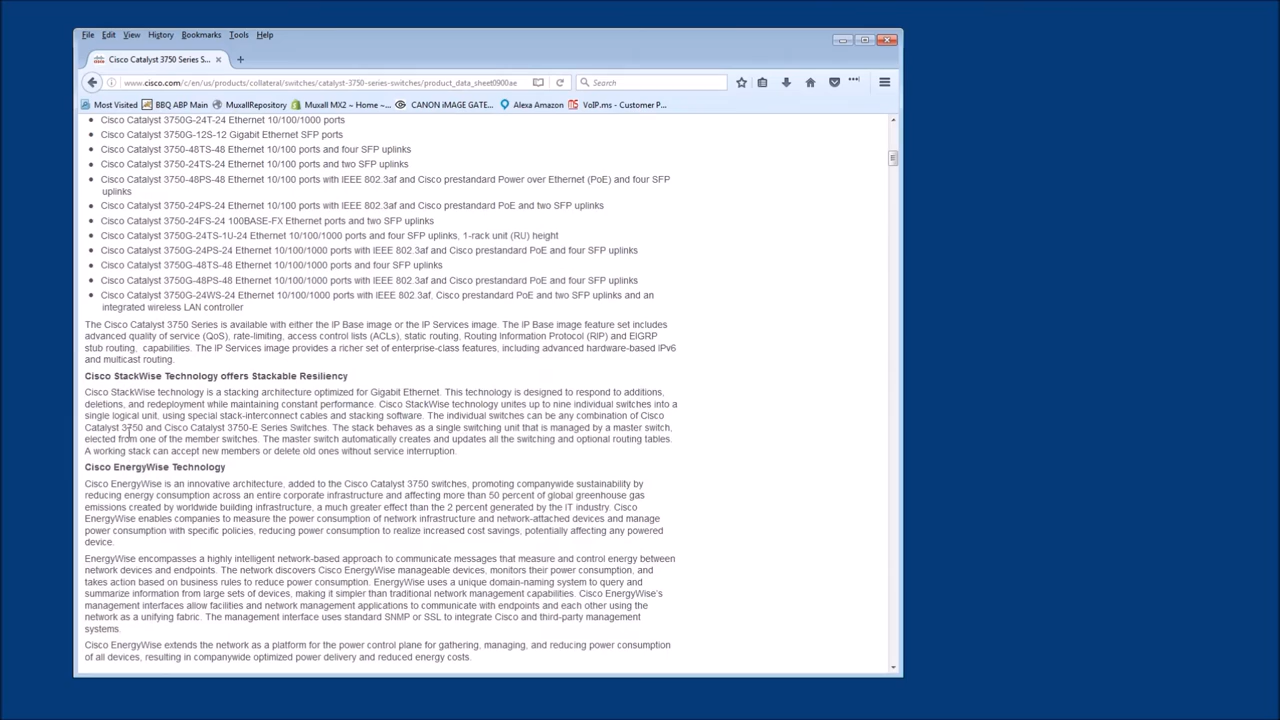 File Edit View History Bookmarks Tools Help
Cisco Catalyst 3750 Series S... × +
www.cisco.com/c/en/us/products/collateral/switches/catalyst-3750-series-switches/product_data_sheet0900ae Search
Most Visited BBQ ABP Main MuxallRepository Muxall MX2 ~ Home ~... CANON iMAGE GATE... Alexa Amazon VoIP.ms - Customer P...
• Cisco Catalyst 3750G-24T-24 Ethernet 10/100/1000 ports
• Cisco Catalyst 3750G-12S-12 Gigabit Ethernet SFP ports
• Cisco Catalyst 3750-48TS-48 Ethernet 10/100 ports and four SFP uplinks
• Cisco Catalyst 3750-24TS-24 Ethernet 10/100 ports and two SFP uplinks
• Cisco Catalyst 3750-48PS-48 Ethernet 10/100 ports with IEEE 802.3af and Cisco prestandard Power over Ethernet (PoE) and four SFP
uplinks
• Cisco Catalyst 3750-24PS-24 Ethernet 10/100 ports with IEEE 802.3af and Cisco prestandard PoE and two SFP uplinks
• Cisco Catalyst 3750-24FS-24 100BASE-FX Ethernet ports and two SFP uplinks
• Cisco Catalyst 3750G-24TS-1U-24 Ethernet 10/100/1000 ports and four SFP uplinks, 1-rack unit (RU) height
• Cisco Catalyst 3750G-24PS-24 Ethernet 10/100/1000 ports with IEEE 802.3af and Cisco prestandard PoE and four SFP uplinks
• Cisco Catalyst 3750G-48TS-48 Ethernet 10/100/1000 ports and four SFP uplinks
• Cisco Catalyst 3750G-48PS-48 Ethernet 10/100/1000 ports with IEEE 802.3af and Cisco prestandard PoE and four SFP uplinks
• Cisco Catalyst 3750G-24WS-24 Ethernet 10/100/1000 ports with IEEE 802.3af, Cisco prestandard PoE and two SFP uplinks and an
integrated wireless LAN controller
The Cisco Catalyst 3750 Series is available with either the IP Base image or the IP Services image. The IP Base image feature set includes
advanced quality of service (QoS), rate-limiting, access control lists (ACLs), static routing, Routing Information Protocol (RIP) and EIGRP
stub routing, capabilities. The IP Services image provides a richer set of enterprise-class features, including advanced hardware-based IPv6
and multicast routing.
Cisco StackWise Technology offers Stackable Resiliency
Cisco StackWise technology is a stacking architecture optimized for Gigabit Ethernet. This technology is designed to respond to additions,
deletions, and redeployment while maintaining constant performance. Cisco StackWise technology unites up to nine individual switches into a
single logical unit, using special stack-interconnect cables and stacking software. The individual switches can be any combination of Cisco
Catalyst 3750 and Cisco Catalyst 3750-E Series Switches. The stack behaves as a single switching unit that is managed by a master switch,
elected from one of the member switches. The master switch automatically creates and updates all the switching and optional routing tables.
A working stack can accept new members or delete old ones without service interruption.
Cisco EnergyWise Technology
Cisco EnergyWise is an innovative architecture, added to the Cisco Catalyst 3750 switches, promoting companywide sustainability by
reducing energy consumption across an entire corporate infrastructure and affecting more than 50 percent of global greenhouse gas
emissions created by worldwide building infrastructure, a much greater effect than the 2 percent generated by the IT industry. Cisco
EnergyWise enables companies to measure the power consumption of network infrastructure and network-attached devices and manage
power consumption with specific policies, reducing power consumption to realize increased cost savings, potentially affecting any powered
device.
EnergyWise encompasses a highly intelligent network-based approach to communicate messages that measure and control energy between
network devices and endpoints. The network discovers Cisco EnergyWise manageable devices, monitors their power consumption, and
takes action based on business rules to reduce power consumption. EnergyWise uses a unique domain-naming system to query and
summarize information from large sets of devices, making it simpler than traditional network management capabilities. Cisco EnergyWise's
management interfaces allow facilities and network management applications to communicate with endpoints and each other using the
network as a unifying fabric. The management interface uses standard SNMP or SSL to integrate Cisco and third-party management
systems.
Cisco EnergyWise extends the network as a platform for the power control plane for gathering, managing, and reducing power consumption
of all devices, resulting in companywide optimized power delivery and reduced energy costs.